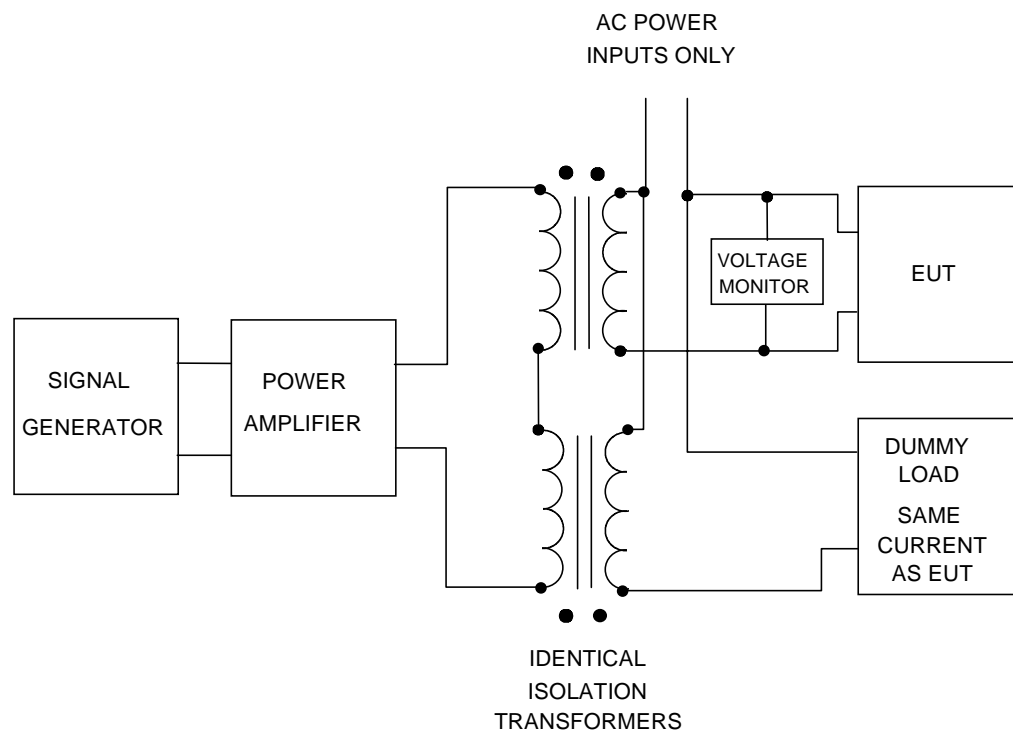 AC POWER
INPUTS ONLY
VOLTAGE
MONITOR
EUT
SIGNAL
GENERATOR
POWER
AMPLIFIER
DUMMY
LOAD
SAME
CURRENT
AS EUT
IDENTICAL
ISOLATION
TRANSFORMERS